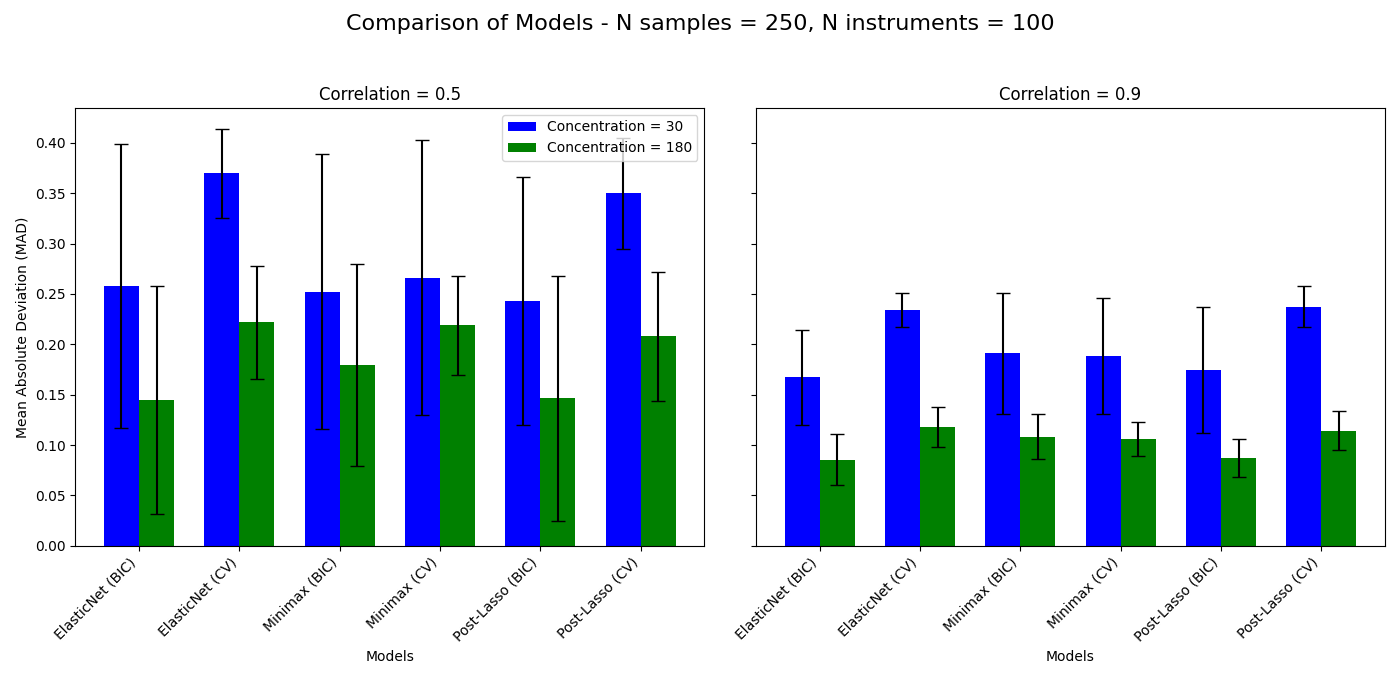 Comparison of Models - N samples = 250, N instruments = 100
Correlation = 0.5
Concentration = 30
Concentration = 180
Mean Absolute Deviation (MAD)
0.40
0.35
0.30
0.25
0.20
0.15
0.10
0.05
0.00
ElasticNet (BIC)
ElasticNet (CV)
Minimax (BIC)
Minimax (CV)
Post-Lasso (BIC)
Post-Lasso (CV)
Models
Correlation = 0.9
ElasticNet (BIC)
ElasticNet (CV)
Minimax (BIC)
Minimax (CV)
Post-Lasso (BIC)
Post-Lasso (CV)
Models